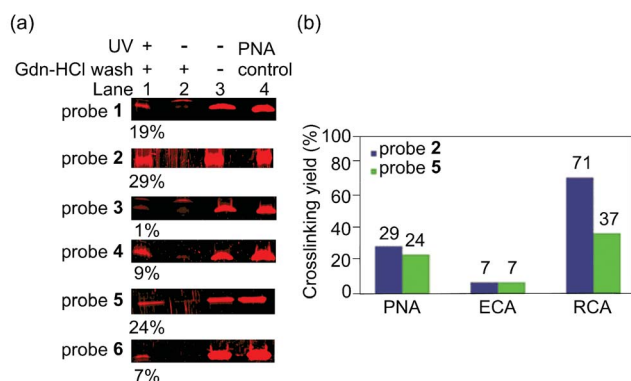 (a)
UV + - - PNA
Gdn-HCl wash + + - control
Lane 1 2 3 4
probe 1
19%
probe 2
29%
probe 3
1%
probe 4
9%
probe 5
24%
probe 6
7%
(b)
Crosslinking yield (%)
100
80
60
40
20
0
probe 2
probe 5
29 24
7 7
71
37
PNA ECA RCA